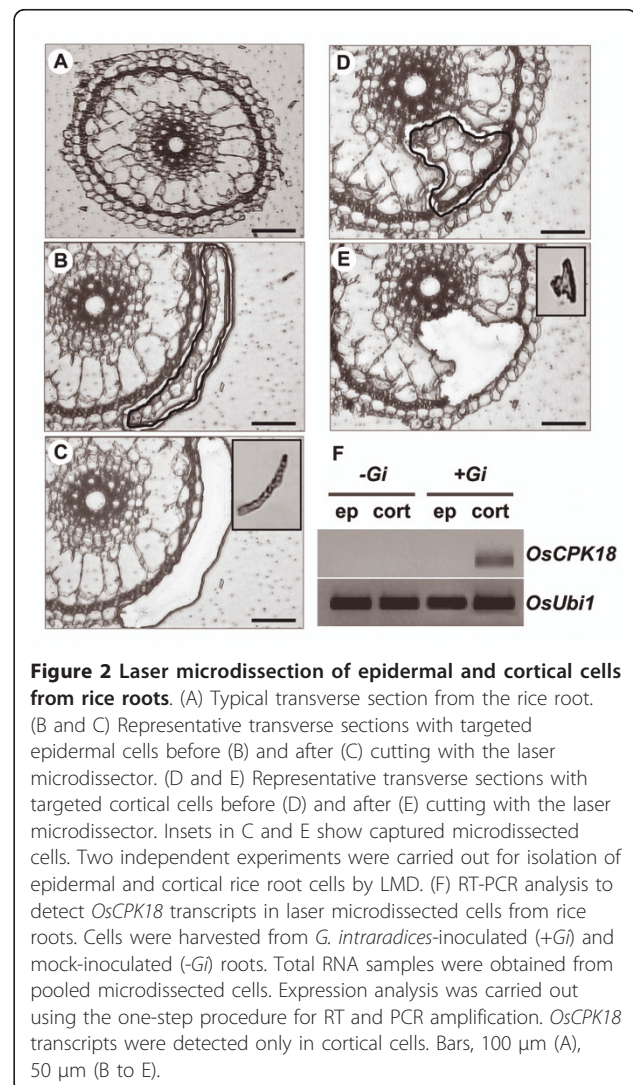 A
D
B
E
C
F
-Gi +Gi
ep cort ep cort
OsCPK18
OsUbi1
Figure 2 Laser microdissection of epidermal and cortical cells
from rice roots. (A) Typical transverse section from the rice root.
(B and C) Representative transverse sections with targeted
epidermal cells before (B) and after (C) cutting with the laser
microdissector. (D and E) Representative transverse sections with
targeted cortical cells before (D) and after (E) cutting with the laser
microdissector. Insets in C and E show captured microdissected
cells. Two independent experiments were carried out for isolation of
epidermal and cortical rice root cells by LMD. (F) RT-PCR analysis to
detect OsCPK18 transcripts in laser microdissected cells from rice
roots. Cells were harvested from G. intraradices-inoculated (+Gi) and
mock-inoculated (-Gi) roots. Total RNA samples were obtained from
pooled microdissected cells. Expression analysis was carried out
using the one-step procedure for RT and PCR amplification. OsCPK18
transcripts were detected only in cortical cells. Bars, 100 μm (A),
50 μm (B to E).